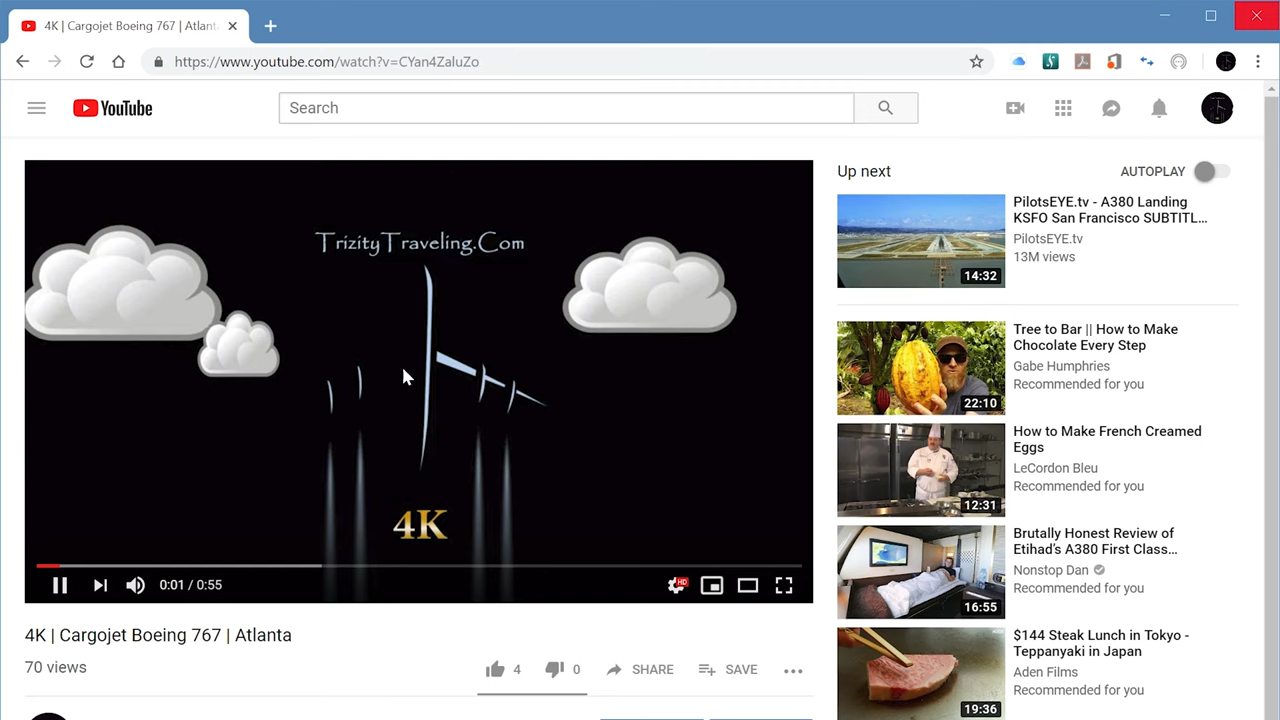 4K | Cargojet Boeing 767 | Atlant
https://www.youtube.com/watch?v=CYan4ZaluZo
YouTube
Search
TrizityTraveling.Com
4K
0:01 / 0:55
HD
4K | Cargojet Boeing 767 | Atlanta
70 views
4
0
SHARE
SAVE
Up next
AUTOPLAY
14:32
PilotsEYE.tv - A380 Landing
KSFO San Francisco SUBTITL...
PilotsEYE.tv
13M views
22:10
Tree to Bar || How to Make
Chocolate Every Step
Gabe Humphries
Recommended for you
12:31
How to Make French Creamed
Eggs
LeCordon Bleu
Recommended for you
16:55
Brutally Honest Review of
Etihad's A380 First Class...
Nonstop Dan
Recommended for you
19:36
$144 Steak Lunch in Tokyo -
Teppanyaki in Japan
Aden Films
Recommended for you